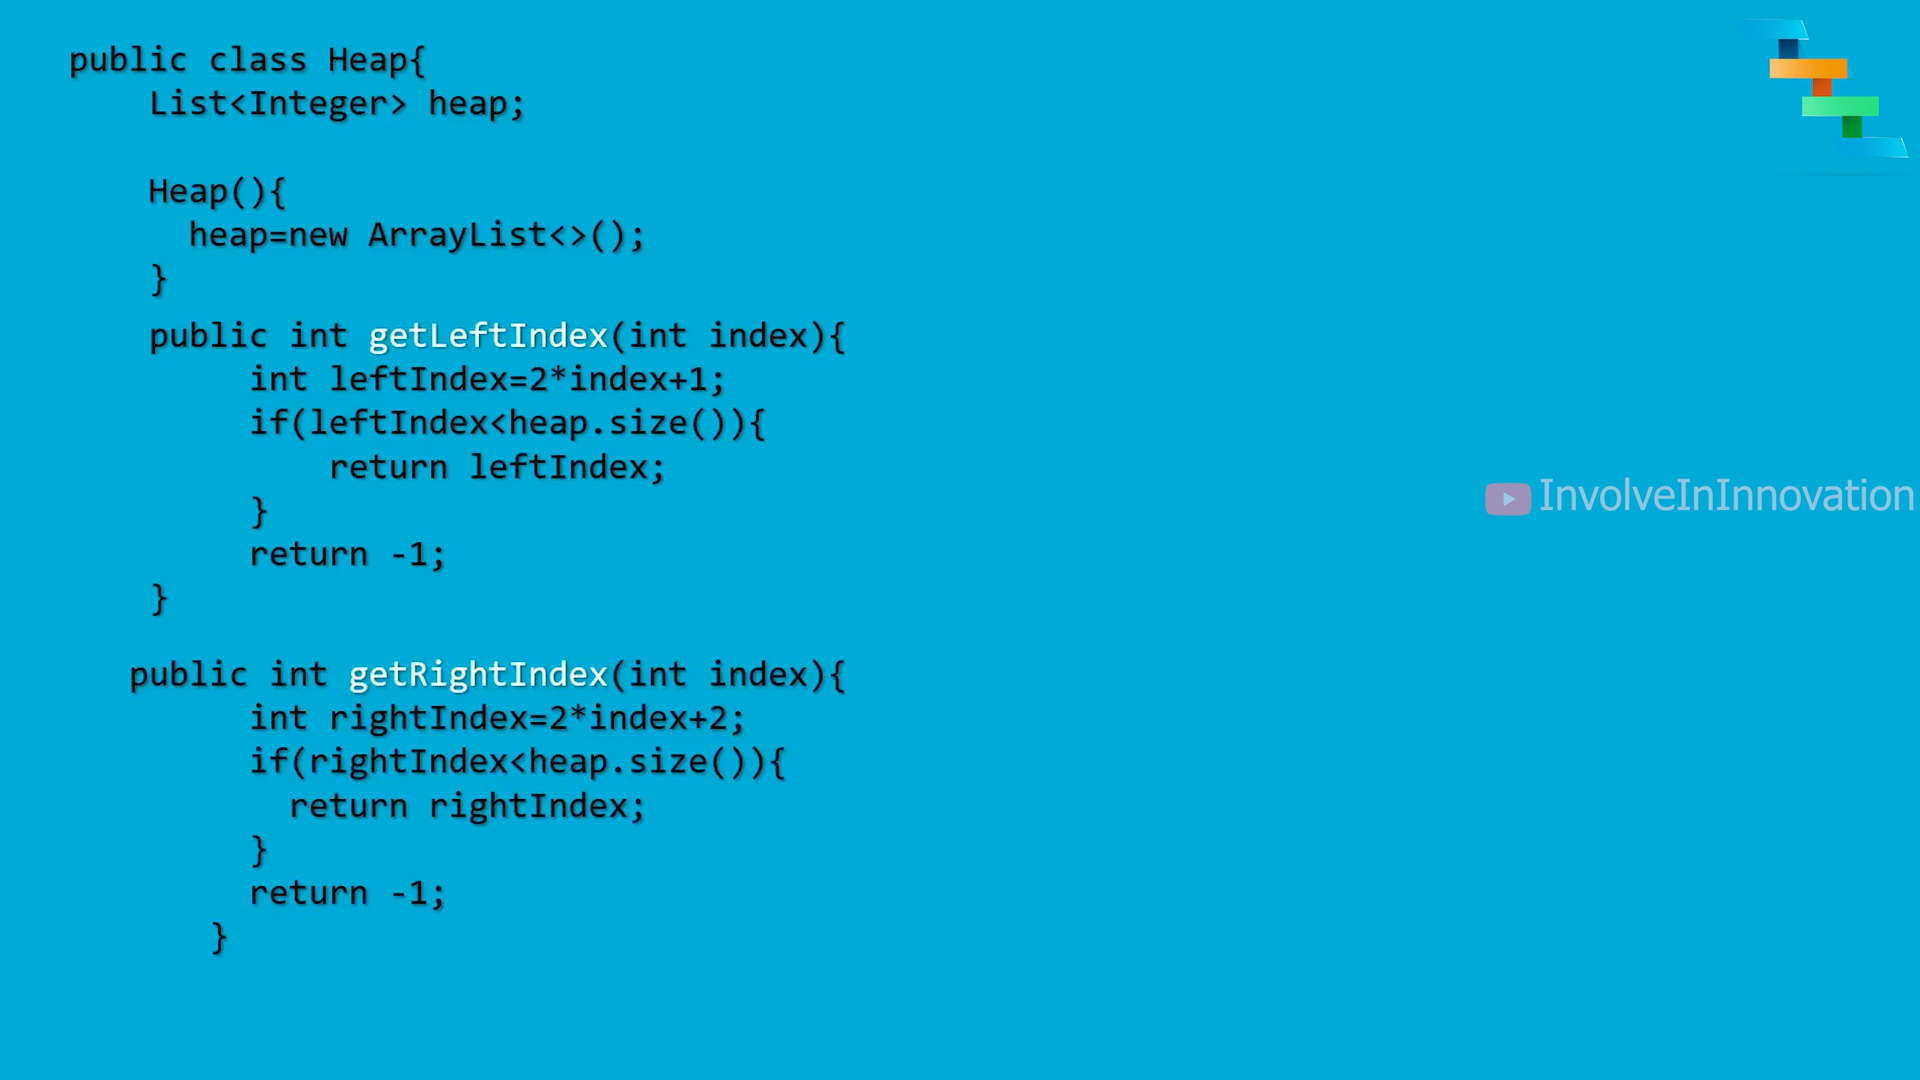 public class Heap{
List<Integer> heap;
Heap(){
heap=new ArrayList<>();
}
public int getLeftIndex(int index){
int leftIndex=2*index+1;
if(leftIndex<heap.size()){
return leftIndex;
}
return -1;
}
public int getRightIndex(int index){
int rightIndex=2*index+2;
if(rightIndex<heap.size()){
return rightIndex;
}
return -1;
}
InvolveInInnovation